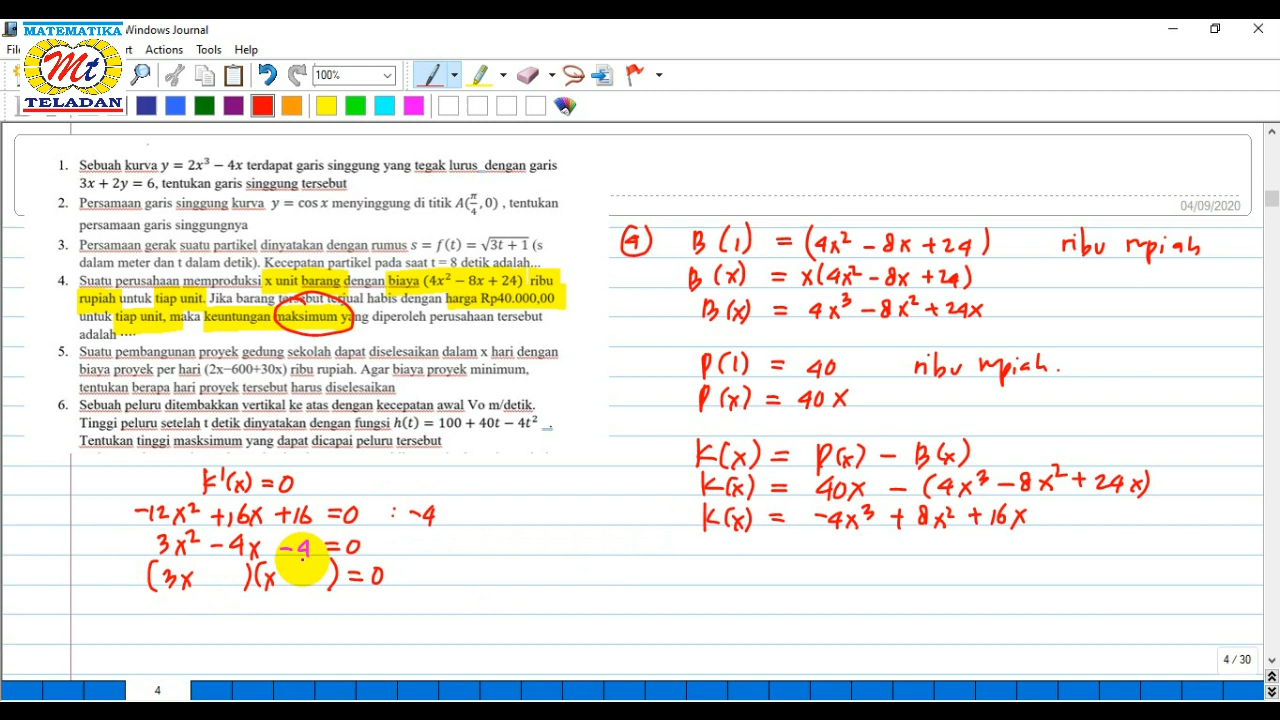 MATEMATIKA
Mt
TELADAN
Windows Journal
Actions Tools Help
100%
04/09/2020
1. Sebuah kurva y = 2x³ − 4x terdapat garis singgung yang tegak lurus dengan garis
3x + 2y = 6, tentukan garis singgung tersebut
2. Persamaan garis singgung kurva y = cos x menyinggung di titik A(π/4, 0) , tentukan
persamaan garis singgungnya
3. Persamaan gerak suatu partikel dinyatakan dengan rumus s = f(t) = √(3t + 1) (s
dalam meter dan t dalam detik). Kecepatan partikel pada saat t = 8 detik adalah...
4. Suatu perusahaan memproduksi x unit barang dengan biaya (4x² − 8x + 24) ribu
rupiah untuk tiap unit. Jika barang tersebut terjual habis dengan harga Rp40.000,00
untuk tiap unit, maka keuntungan maksimum yang diperoleh perusahaan tersebut
adalah ....
5. Suatu pembangunan proyek gedung sekolah dapat diselesaikan dalam x hari dengan
biaya proyek per hari (2x−600+30x) ribu rupiah. Agar biaya proyek minimum,
tentukan berapa hari proyek tersebut harus diselesaikan
6. Sebuah peluru ditembakkan vertikal ke atas dengan kecepatan awal Vo m/detik.
Tinggi peluru setelah t detik dinyatakan dengan fungsi h(t) = 100 + 40t − 4t² .
Tentukan tinggi masksimum yang dapat dicapai peluru tersebut
K'(x) = 0
-12x² + 16x + 16 = 0 : -4
3x² - 4x - 4 = 0
(3x )(x ) = 0
4 B(1) = (4x² - 8x + 24) ribu rupiah
B(x) = x(4x² - 8x + 24)
B(x) = 4x³ - 8x² + 24x
P(1) = 40 ribu rupiah.
P(x) = 40x
K(x) = P(x) - B(x)
K(x) = 40x - (4x³ - 8x² + 24x)
K(x) = -4x³ + 8x² + 16x
4 / 30
4